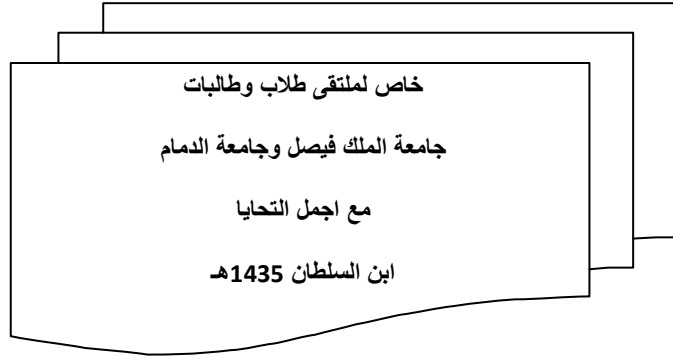 خاص لملتقى طلاب وطالبات
جامعة الملك فيصل وجامعة الدمام
مع اجمل التحايا
ابن السلطان 1435هـ